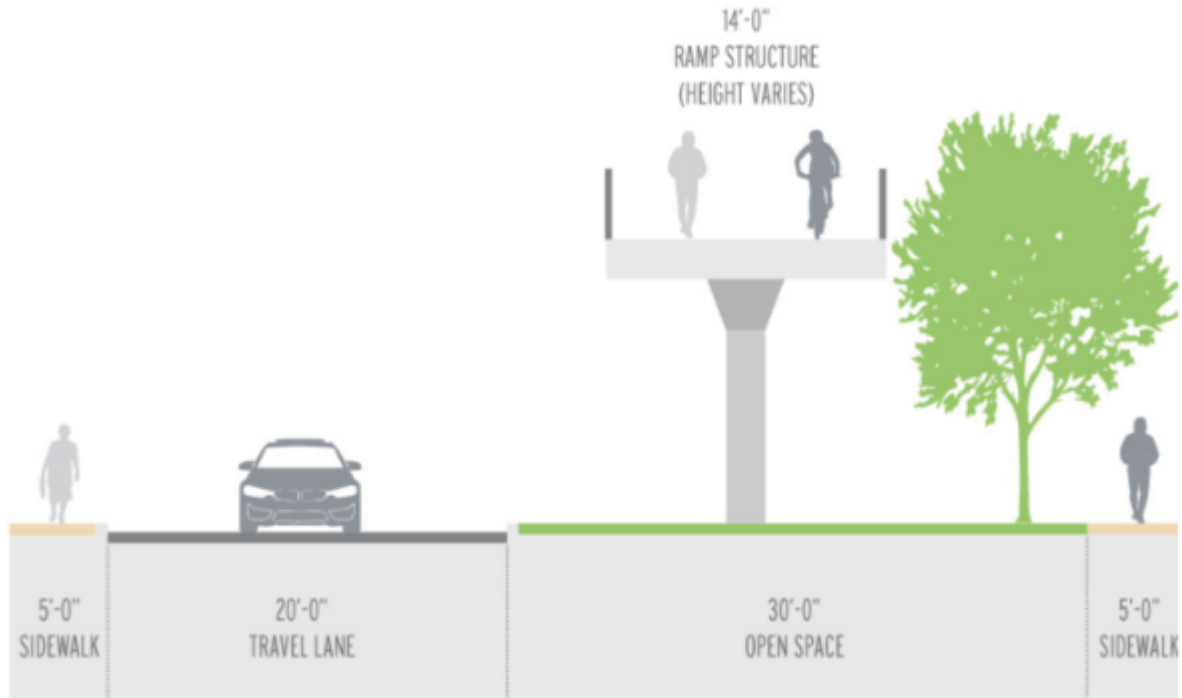 14'-0"
RAMP STRUCTURE
(HEIGHT VARIES)
5'-0"
SIDEWALK
20'-0"
TRAVEL LANE
30'-0"
OPEN SPACE
5'-0"
SIDEWALK